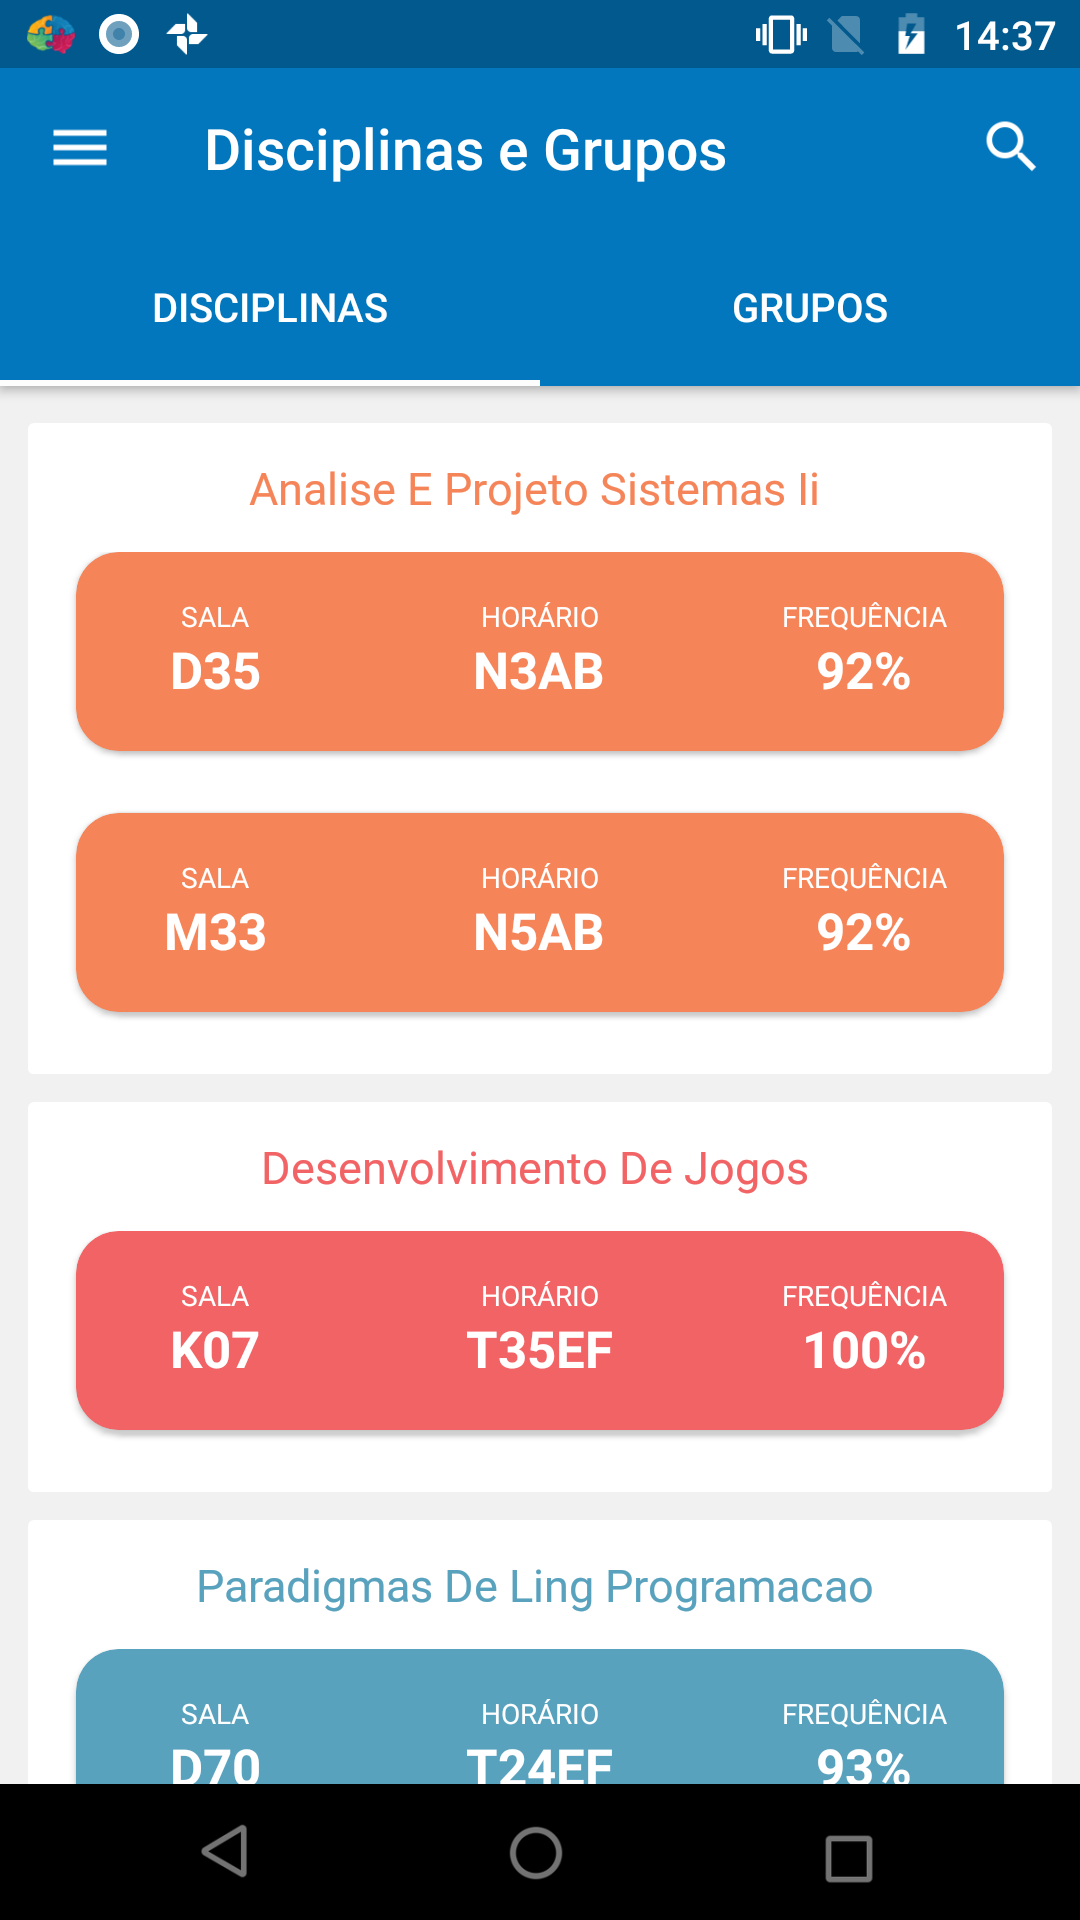 14:37
Disciplinas e Grupos
DISCIPLINAS GRUPOS
Analise E Projeto Sistemas Ii
SALA HORÁRIO FREQUÊNCIA
D35 N3AB 92%
SALA HORÁRIO FREQUÊNCIA
M33 N5AB 92%
Desenvolvimento De Jogos
SALA HORÁRIO FREQUÊNCIA
K07 T35EF 100%
Paradigmas De Ling Programacao
SALA HORÁRIO FREQUÊNCIA
D70 T24EF 93%